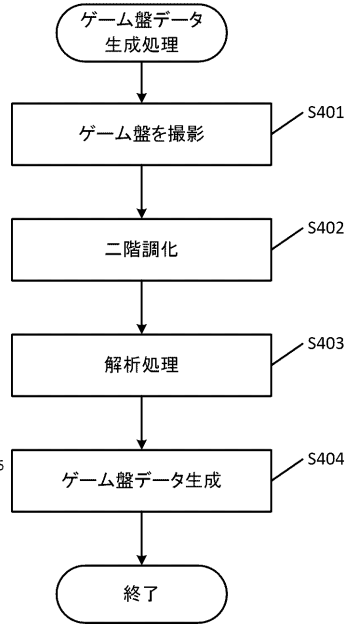 ゲーム盤データ
生成処理
ゲーム盤を撮影
S401
二階調化
S402
解析処理
S403
ゲーム盤データ生成
S404
終了